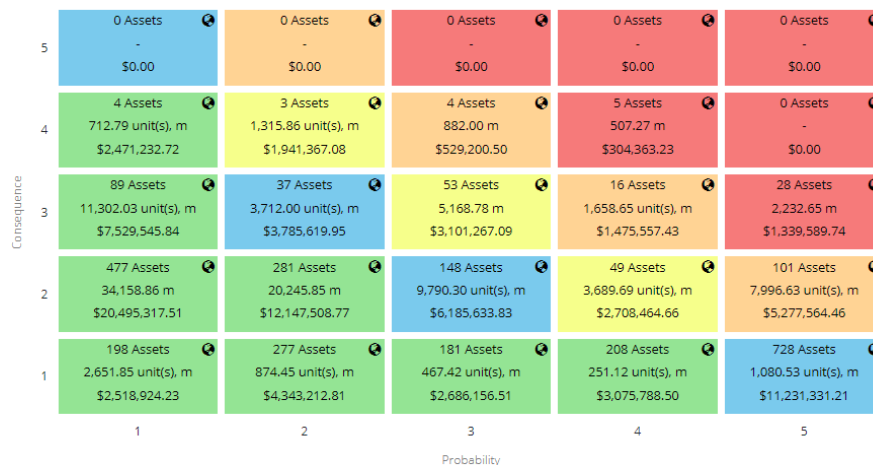 0 Assets
-
$0.00
0 Assets
-
$0.00
0 Assets
-
$0.00
0 Assets
-
$0.00
0 Assets
-
$0.00
5
4 Assets
712.79 unit(s), m
$2,471,232.72
3 Assets
1,315.86 unit(s), m
$1,941,367.08
4 Assets
882.00 m
$529,200.50
5 Assets
507.27 m
$304,363.23
0 Assets
-
$0.00
4
89 Assets
11,302.03 unit(s), m
$7,529,545.84
37 Assets
3,712.00 unit(s), m
$3,785,619.95
53 Assets
5,168.78 m
$3,101,267.09
16 Assets
1,658.65 unit(s), m
$1,475,557.43
28 Assets
2,232.65 m
$1,339,589.74
3
Consequence
477 Assets
34,158.86 m
$20,495,317.51
281 Assets
20,245.85 m
$12,147,508.77
148 Assets
9,790.30 unit(s), m
$6,185,633.83
49 Assets
3,689.69 unit(s), m
$2,708,464.66
101 Assets
7,996.63 unit(s), m
$5,277,564.46
2
198 Assets
2,651.85 unit(s), m
$2,518,924.23
277 Assets
874.45 unit(s), m
$4,343,212.81
181 Assets
467.42 unit(s), m
$2,686,156.51
208 Assets
251.12 unit(s), m
$3,075,788.50
728 Assets
1,080.53 unit(s), m
$11,231,331.21
1
1 2 3 4 5
Probability